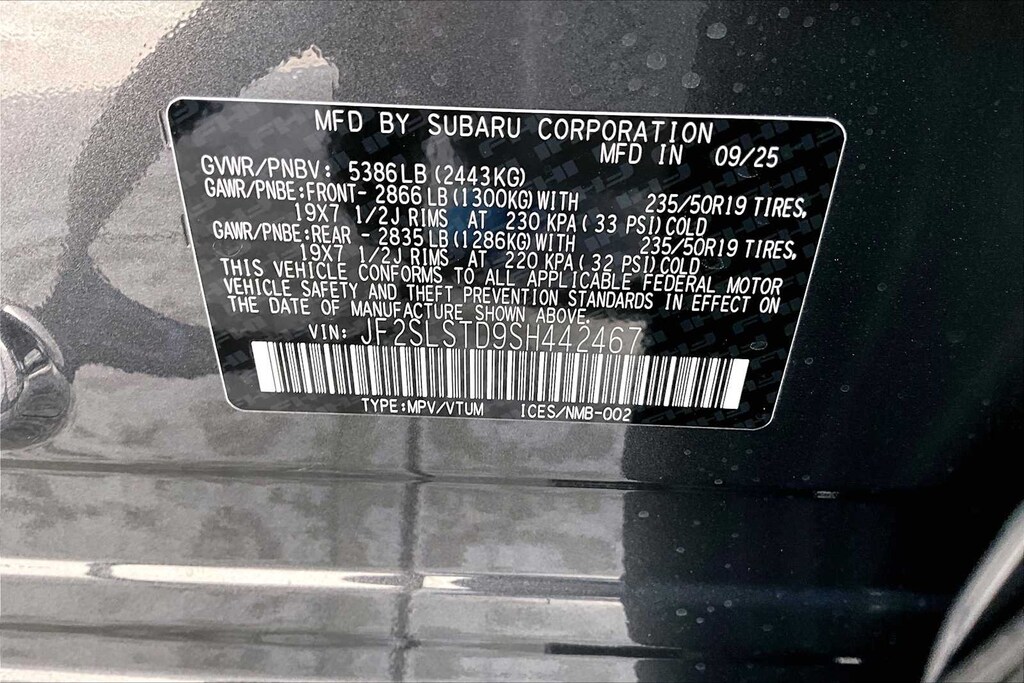 MFD BY SUBARU CORPORATION
MFD IN 09/25
GVWR/PNBV: 5386LB(2443KG)
GAWR/PNBE:FRONT- 2866LB(1300KG)WITH 235/50R19 TIRES,
19X7 1/2J RIMS AT 230 KPA(33 PSI)COLD
GAWR/PNBE:REAR - 2835LB(1286KG)WITH 235/50R19 TIRES,
19X7 1/2J RIMS AT 220 KPA(32 PSI)COLD
THIS VEHICLE CONFORMS TO ALL APPLICABLE FEDERAL MOTOR
VEHICLE SAFETY AND THEFT PREVENTION STANDARDS IN EFFECT ON
THE DATE OF MANUFACTURE SHOWN ABOVE.
VIN: JF2SLSTD9SH442467
TYPE:MPV/VTUM ICES/NMB-002